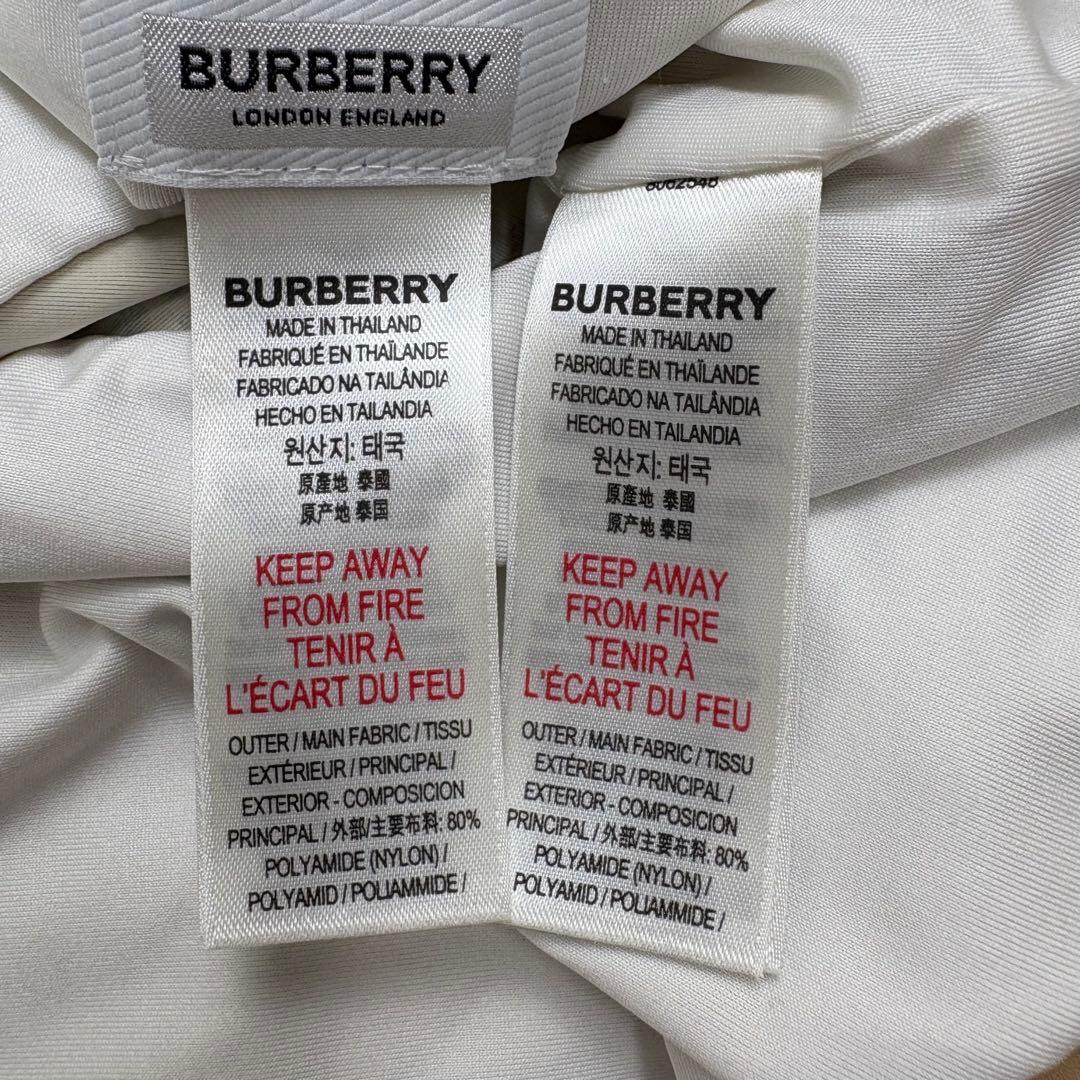 BURBERRY
LONDON ENGLAND
BURBERRY
MADE IN THAILAND
FABRIQUÉ EN THAÏLANDE
FABRICADO NA TAILÂNDIA
HECHO EN TAILANDIA
원산지: 태국
原產地 泰國
原产地 泰国
KEEP AWAY
FROM FIRE
TENIR À
L'ÉCART DU FEU
OUTER / MAIN FABRIC / TISSU
EXTÉRIEUR / PRINCIPAL /
EXTERIOR - COMPOSICION
PRINCIPAL / 外部/主要布料: 80%
POLYAMIDE (NYLON) /
POLYAMID / POLIAMMIDE /
8062548
BURBERRY
MADE IN THAILAND
FABRIQUÉ EN THAÏLANDE
FABRICADO NA TAILÂNDIA
HECHO EN TAILANDIA
원산지: 태국
原產地 泰國
原产地 泰国
KEEP AWAY
FROM FIRE
TENIR À
L'ÉCART DU FEU
OUTER / MAIN FABRIC / TISSU
EXTÉRIEUR / PRINCIPAL /
EXTERIOR - COMPOSICION
PRINCIPAL / 外部/主要布料: 80%
POLYAMIDE (NYLON) /
POLYAMID / POLIAMMIDE /